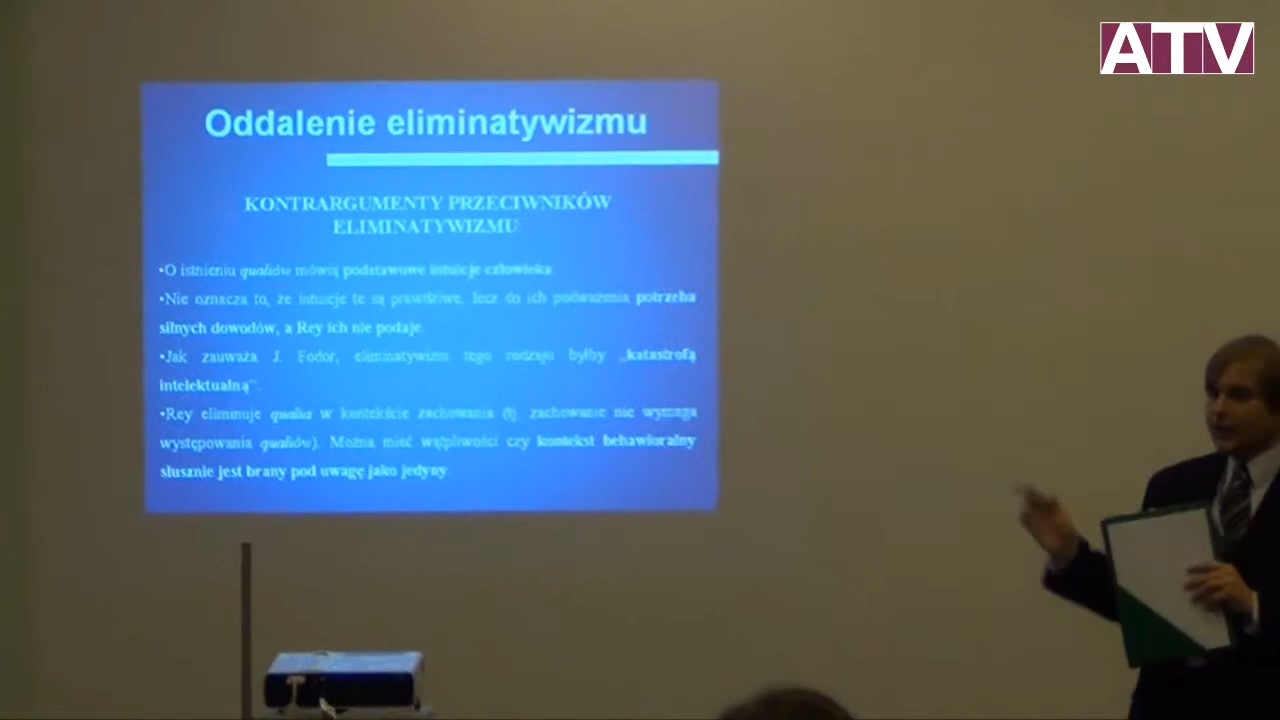 ATV
Oddalenie eliminatywizmu
KONTRARGUMENTY PRZECIWNIKÓW
ELIMINATYWIZMU
•O istnieniu qualiów mówią podstawowe intuicje człowieka
•Nie oznacza to, że intuicje te są prawdziwe, lecz do ich podważenia potrzeba
silnych dowodów, a Rey ich nie podaje
•Jak zauważa J. Fodor, eliminatywizm tego rodzaju byłby „katastrofą
intelektualną”.
•Rey eliminuje qualia w kontekście zachowania (tj. zachowanie nie wymaga
występowania qualiów). Można mieć wątpliwości czy kontekst behawioralny
słusznie jest brany pod uwagę jako jedyny